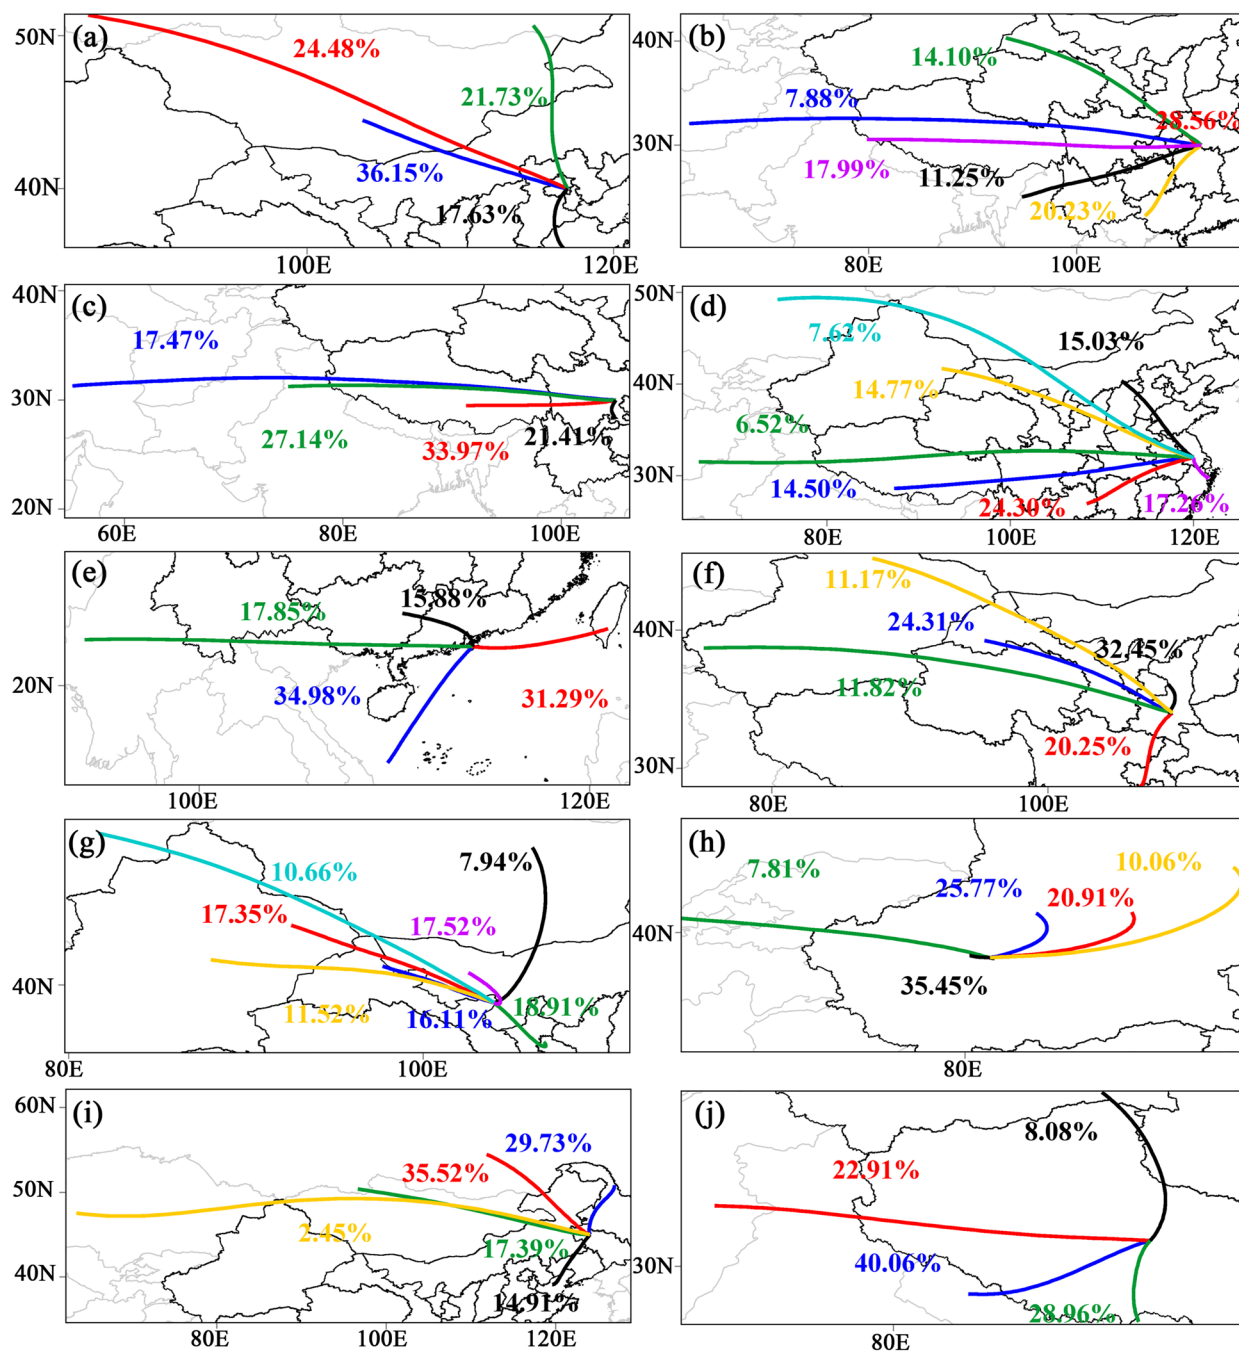 (a)
50N
40N
24.48%
21.73%
36.15%
17.63%
100E
120E
(b)
40N
30N
14.10%
7.88%
28.56%
17.99%
11.25%
20.23%
80E
100E
(c)
40N
30N
20N
17.47%
27.14%
33.97%
21.41%
60E
80E
100E
(d)
50N
40N
30N
7.62%
15.03%
14.77%
6.52%
14.50%
24.30%
17.26%
80E
100E
120E
(e)
20N
15.88%
17.85%
34.98%
31.29%
100E
120E
(f)
40N
30N
11.17%
24.31%
32.45%
11.82%
20.25%
80E
100E
(g)
40N
7.94%
10.66%
17.35%
17.52%
11.52%
16.11%
18.91%
80E
100E
(h)
40N
7.81%
10.06%
25.77%
20.91%
35.45%
80E
(i)
60N
50N
40N
29.73%
35.52%
2.45%
17.39%
14.91%
80E
100E
120E
(j)
30N
8.08%
22.91%
40.06%
28.96%
80E